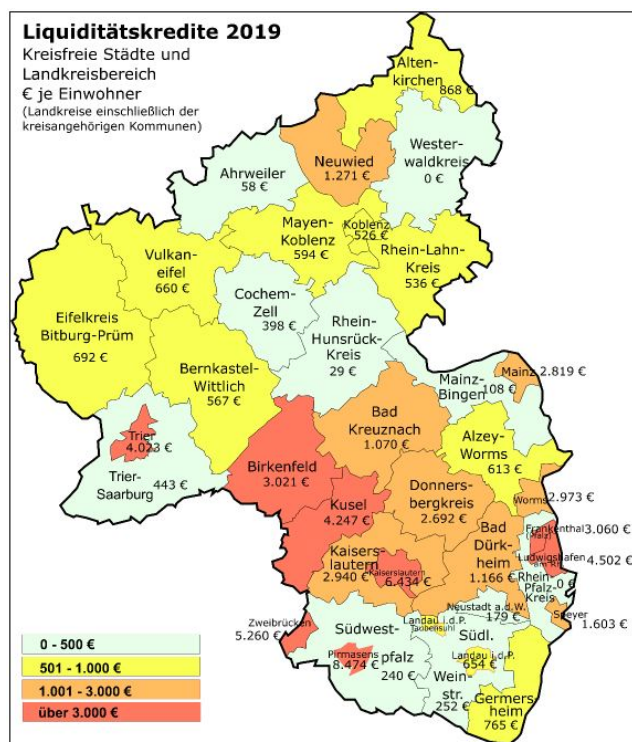 Liquiditätskredite 2019
Kreisfreie Städte und
Landkreisbereich
€ je Einwohner
(Landkreise einschließlich der
kreisangehörigen Kommunen)
Alten-
kirchen
868 €
Wester-
waldkreis
0 €
Neuwied
1.271 €
Ahrweiler
58 €
Mayen-
Koblenz
594 €
Koblenz
526 €
Rhein-Lahn-
Kreis
536 €
Vulkan-
eifel
660 €
Cochem-
Zell
398 €
Eifelkreis
Bitburg-Prüm
692 €
Rhein-
Hunsrück-
Kreis
29 €
Bernkastel-
Wittlich
567 €
Mainz 2.819 €
Mainz-
Bingen
108 €
Bad
Kreuznach
1.070 €
Alzey-
Worms
613 €
Trier
4.023 €
Trier-
Saarburg
443 €
Birkenfeld
3.021 €
Kusel
4.247 €
Donners-
bergkreis
2.692 €
Worms 2.973 €
Frankenthal 3.060 €
(Pfalz)
Ludwigshafen
am Rh.
4.502 €
Bad
Dürk-
heim
1.166 €
Kaisers-
lautern
2.940 €
Kaiserslautern
6.434 €
Rhein-
Pfalz-
Kreis
0 €
Neustadt a.d.W.
179 €
Speyer
1.603 €
Zweibrücken
5.260 €
Südwest-
pfalz
240 €
Pirmasens
8.474 €
Landau i.d.P.
Taubensuhl
Südl.
Wein-
str.
252 €
Landau i.d.P.
654 €
Germers-
heim
765 €
0 - 500 €
501 - 1.000 €
1.001 - 3.000 €
über 3.000 €